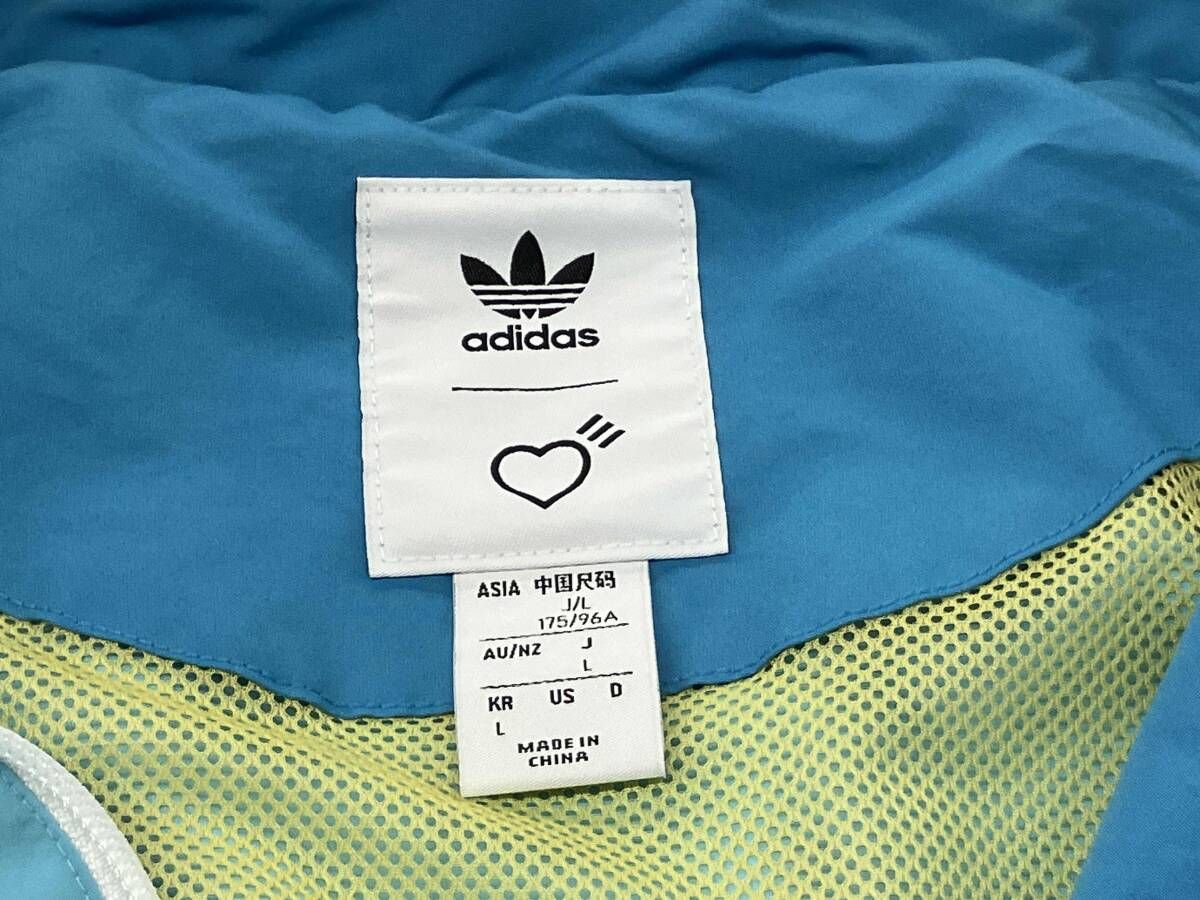 adidas
ASIA 中国尺码
J/L
175/96A
AU/NZ J
L
KR US D
L
MADE IN
CHINA